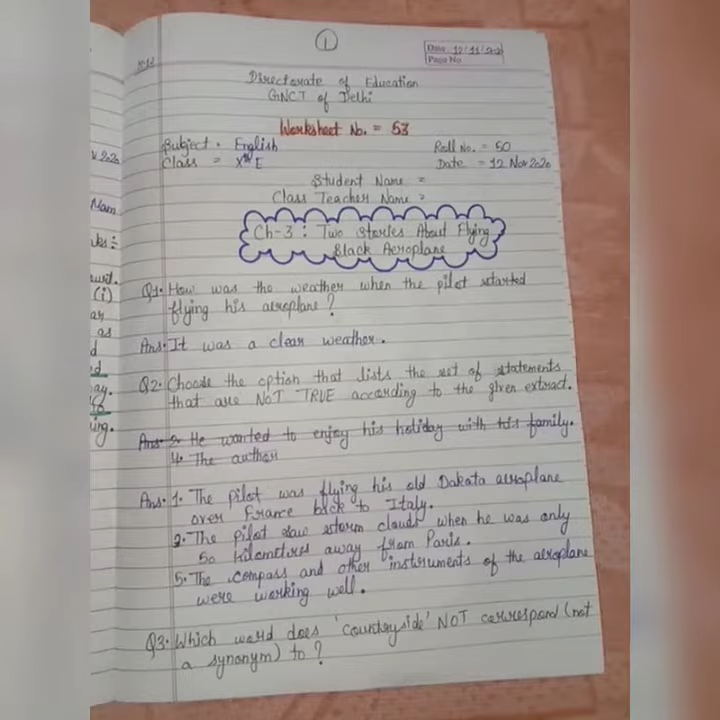 1
Date 12/11/2020
Page No.
Directorate of Education
GNCT of Delhi
Worksheet No. = 53
Subject = English
Roll No. = 50
Class = Xth E
Date = 12 Nov 2020
Student Name =
Class Teacher Name =
Ch-3 : Two Stories About Flying
Black Aeroplane
Q1. How was the weather when the pilot started
flying his aeroplane?
Ans. It was a clear weather.
Q2. Choose the option that lists the set of statements
that are NOT TRUE according to the given extract.
Ans. 2. He wanted to enjoy his holiday with his family.
4. The author
Ans. 1. The pilot was flying his old Dakota aeroplane
over France back to Italy.
3. The pilot saw storm clouds when he was only
50 kilometres away from Paris.
5. The compass and other instruments of the aeroplane
were working well.
Q3. Which word does 'countryside' NOT correspond (not
a synonym) to?
2020
Mam
(i)
as
ing.